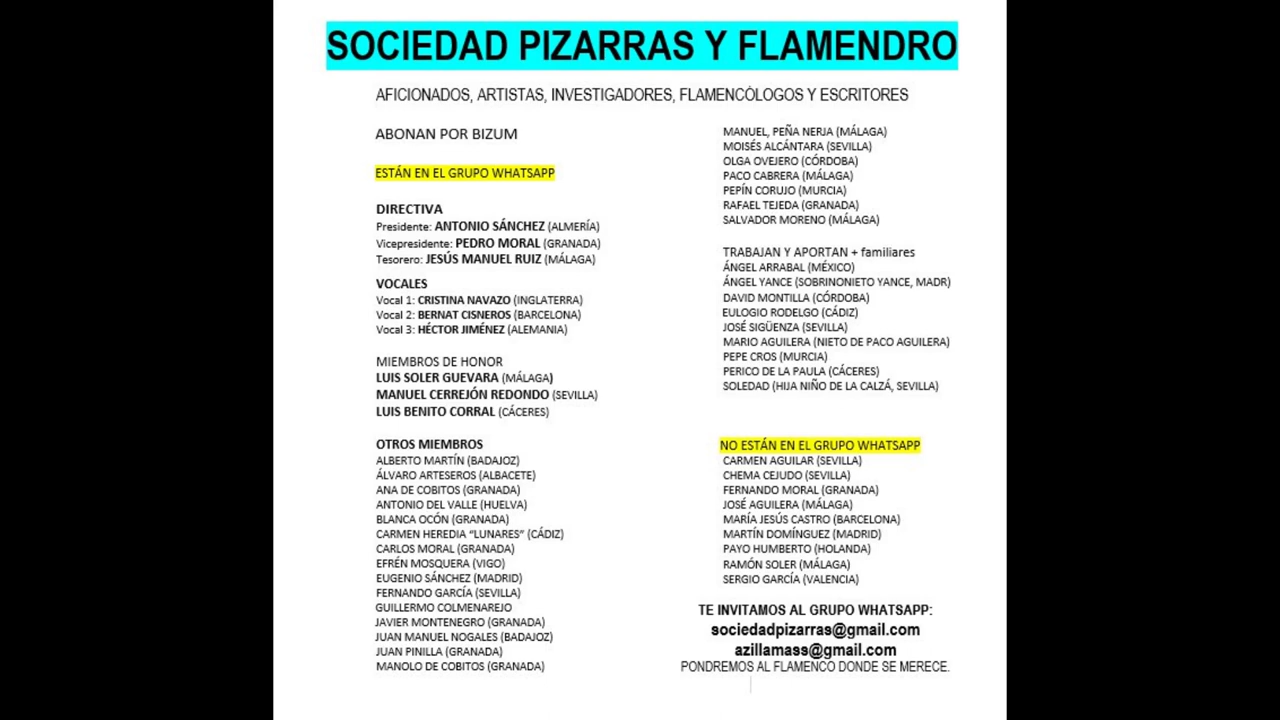 SOCIEDAD PIZARRAS Y FLAMENDRO
AFICIONADOS, ARTISTAS, INVESTIGADORES, FLAMENCÓLOGOS Y ESCRITORES
ABONAN POR BIZUM
ESTÁN EN EL GRUPO WHATSAPP
DIRECTIVA
Presidente: ANTONIO SÁNCHEZ (ALMERÍA)
Vicepresidente: PEDRO MORAL (GRANADA)
Tesorero: JESÚS MANUEL RUIZ (MÁLAGA)
VOCALES
Vocal 1: CRISTINA NAVAZO (INGLATERRA)
Vocal 2: BERNAT CISNEROS (BARCELONA)
Vocal 3: HÉCTOR JIMÉNEZ (ALEMANIA)
MIEMBROS DE HONOR
LUIS SOLER GUEVARA (MÁLAGA)
MANUEL CERREJÓN REDONDO (SEVILLA)
LUIS BENITO CORRAL (CÁCERES)
OTROS MIEMBROS
ALBERTO MARTÍN (BADAJOZ)
ÁLVARO ARTESEROS (ALBACETE)
ANA DE COBITOS (GRANADA)
ANTONIO DEL VALLE (HUELVA)
BLANCA OCÓN (GRANADA)
CARMEN HEREDIA “LUNARES” (CÁDIZ)
CARLOS MORAL (GRANADA)
EFRÉN MOSQUERA (VIGO)
EUGENIO SÁNCHEZ (MADRID)
FERNANDO GARCÍA (SEVILLA)
GUILLERMO COLMENAREJO
JAVIER MONTENEGRO (GRANADA)
JUAN MANUEL NOGALES (BADAJOZ)
JUAN PINILLA (GRANADA)
MANOLO DE COBITOS (GRANADA)
MANUEL, PEÑA NERJA (MÁLAGA)
MOISÉS ALCÁNTARA (SEVILLA)
OLGA OVEJERO (CÓRDOBA)
PACO CABRERA (MÁLAGA)
PEPÍN CORUJO (MURCIA)
RAFAEL TEJEDA (GRANADA)
SALVADOR MORENO (MÁLAGA)
TRABAJAN Y APORTAN + familiares
ÁNGEL ARRABAL (MÉXICO)
ÁNGEL YANCE (SOBRINONIETO YANCE, MADR)
DAVID MONTILLA (CÓRDOBA)
EULOGIO RODELGO (CÁDIZ)
JOSÉ SIGÜENZA (SEVILLA)
MARIO AGUILERA (NIETO DE PACO AGUILERA)
PEPE CROS (MURCIA)
PERICO DE LA PAULA (CÁCERES)
SOLEDAD (HIJA NIÑO DE LA CALZÁ, SEVILLA)
NO ESTÁN EN EL GRUPO WHATSAPP
CARMEN AGUILAR (SEVILLA)
CHEMA CEJUDO (SEVILLA)
FERNANDO MORAL (GRANADA)
JOSÉ AGUILERA (MÁLAGA)
MARÍA JESÚS CASTRO (BARCELONA)
MARTÍN DOMÍNGUEZ (MADRID)
PAYO HUMBERTO (HOLANDA)
RAMÓN SOLER (MÁLAGA)
SERGIO GARCÍA (VALENCIA)
TE INVITAMOS AL GRUPO WHATSAPP:
sociedadpizarras@gmail.com
azillamass@gmail.com
PONDREMOS AL FLAMENCO DONDE SE MERECE.